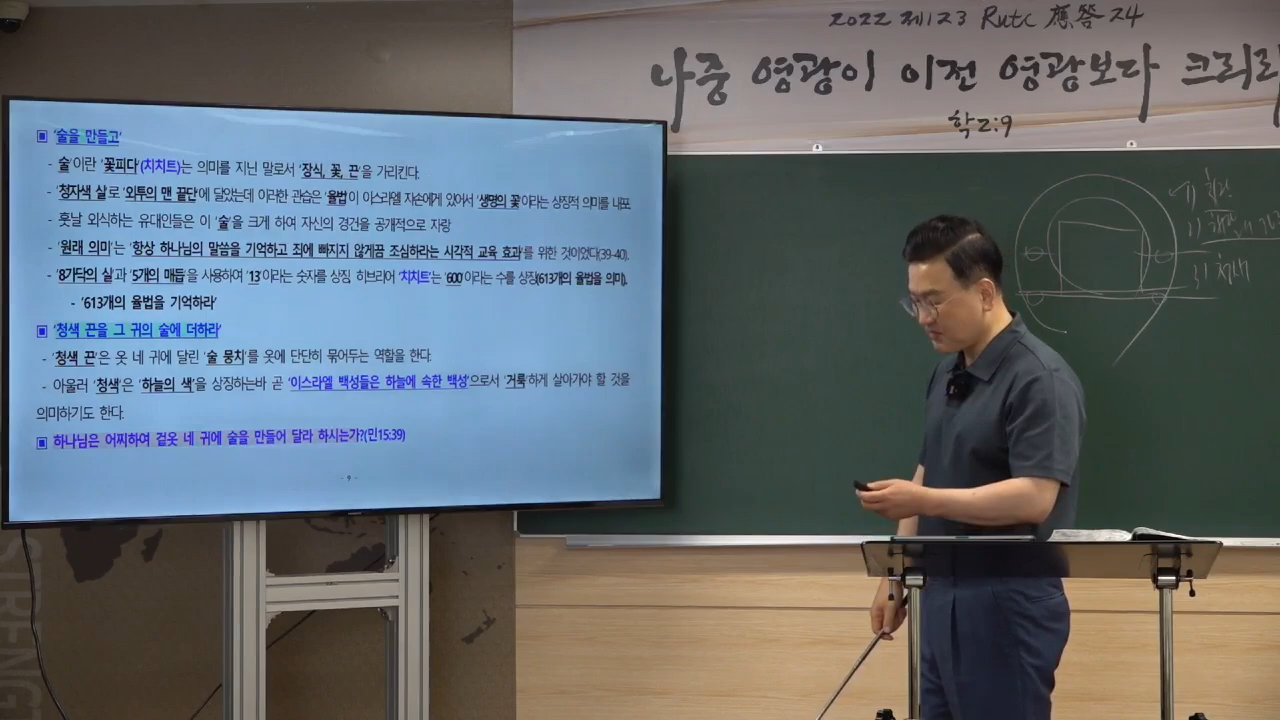 2022 제123 Rutc 應答 24
나중 영광이 이전 영광보다 크리라
학2:9
▣ '술을 만들고'
- 술'이란 '꽃피다'(치치트)는 의미를 지닌 말로서 '장식, 꽃, 끈'을 가리킨다.
- '청자색 실'로 '외투의 맨 끝단'에 달았는데 이러한 관습은 '율법'이 이스라엘 자손에게 있어서 '생명의 꽃'이라는 상징적 의미를 내포
- 훗날 외식하는 유대인들은 이 '술'을 크게 하여 자신의 경건을 공개적으로 자랑
- '원래 의미'는 '항상 하나님의 말씀을 기억하고 죄에 빠지지 않게끔 조심하라는 시각적 교육 효과'를 위한 것이었다(39-40).
- '8가닥의 실'과 '5개의 매듭'을 사용하여 '13'이라는 숫자를 상징, 히브리어 '치치트'는 '600'이라는 수를 상징(613개의 율법을 의미).
- '613개의 율법을 기억하라'
▣ '청색 끈을 그 귀의 술에 더하라'
- '청색 끈'은 옷 네 귀에 달린 '술 뭉치'를 옷에 단단히 묶어두는 역할을 한다.
- 아울러 '청색'은 '하늘의 색'을 상징하는바 곧 '이스라엘 백성들은 하늘에 속한 백성'으로서 '거룩'하게 살아가야 할 것을
의미하기도 한다.
▣ 하나님은 어찌하여 겉옷 네 귀에 술을 만들어 달라 하시는가?(민15:39)
- 9 -